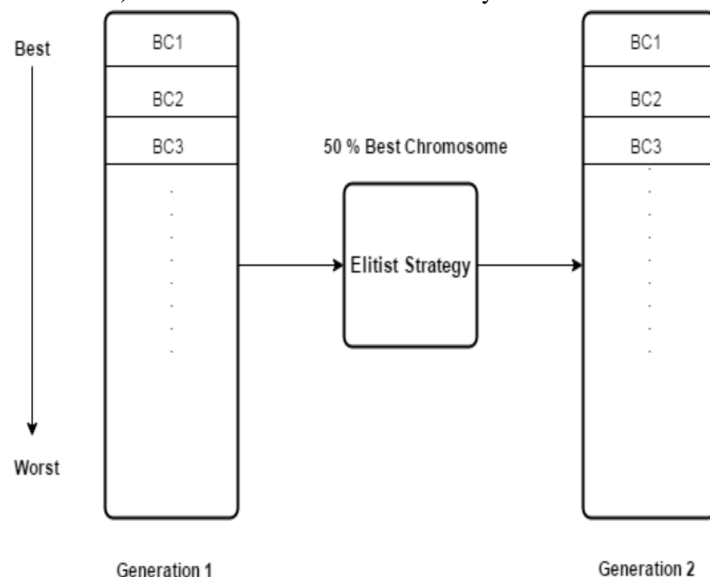 Best
BC1
BC1
BC2
BC2
BC3
50 % Best Chromosome
BC3
Elitist Strategy
Worst
Generation 1
Generation 2